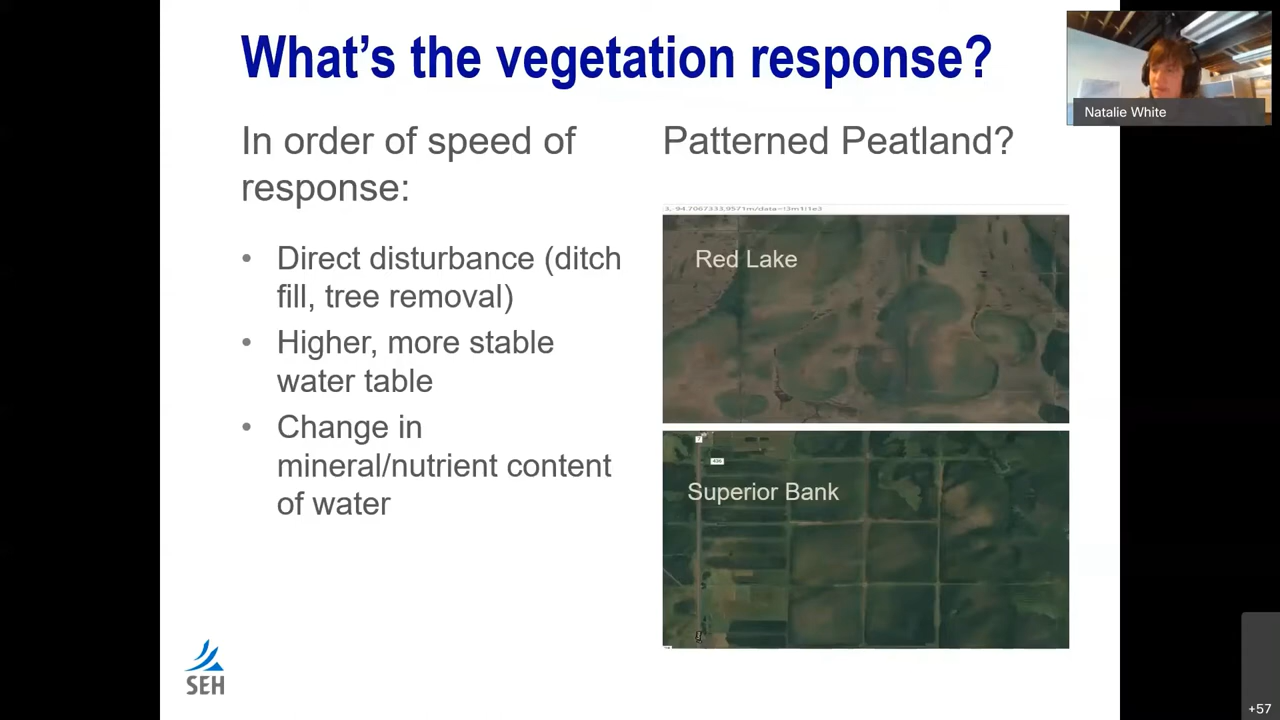 What's the vegetation response?
Natalie White
In order of speed of
response:
• Direct disturbance (ditch
fill, tree removal)
• Higher, more stable
water table
• Change in
mineral/nutrient content
of water
Patterned Peatland?
Red Lake
Superior Bank
SEH
+57